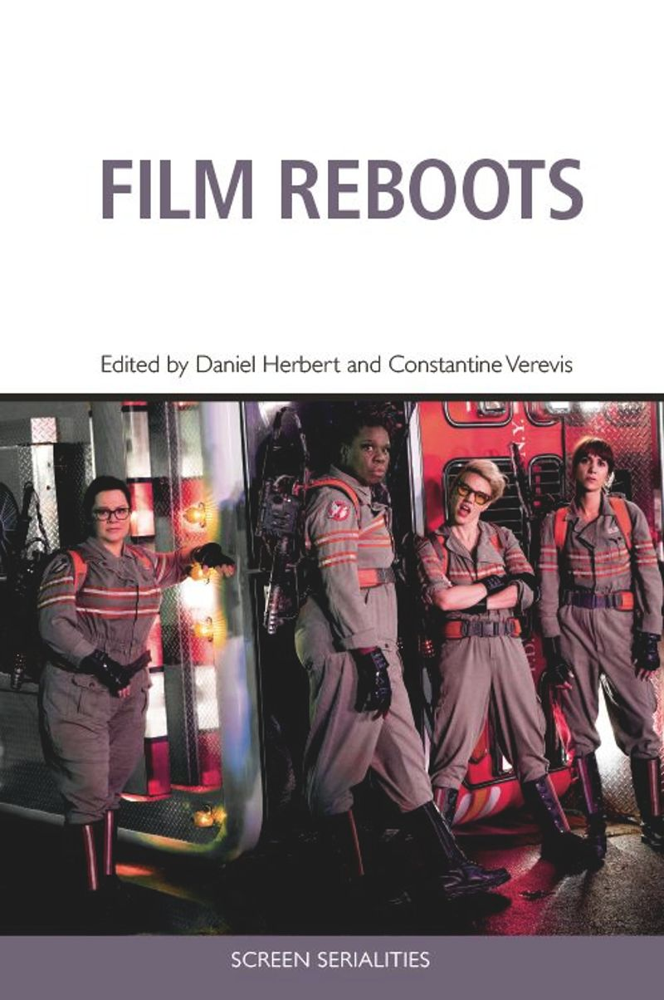 FILM REBOOTS
Edited by Daniel Herbert and Constantine Verevis
N.Y.
SCREEN SERIALITIES